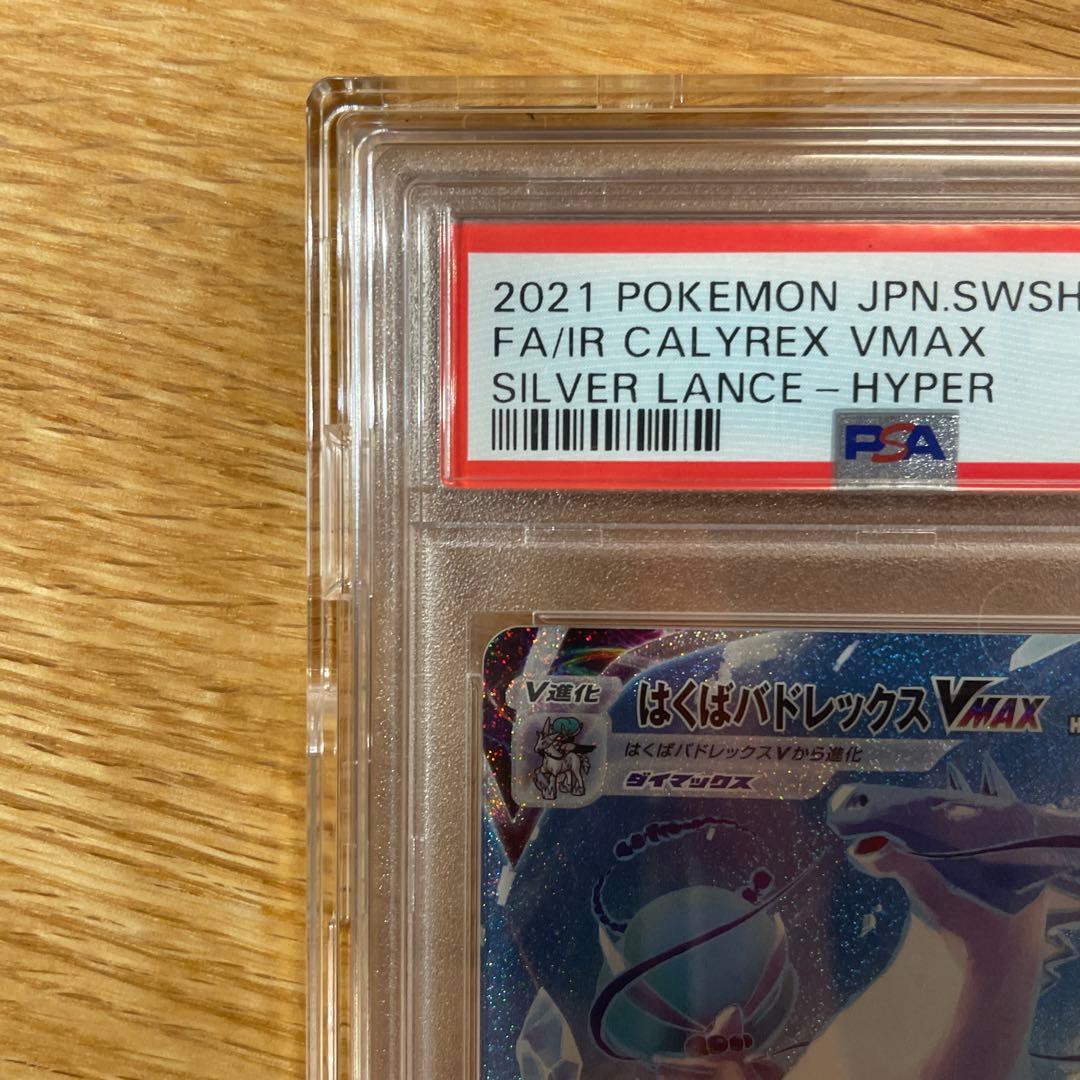 2021 POKEMON JPN.SWSH
FA/IR CALYREX VMAX
SILVER LANCE – HYPER
PSA
V進化
はくばバドレックスVMAX
はくばバドレックスVから進化
ダイマックス